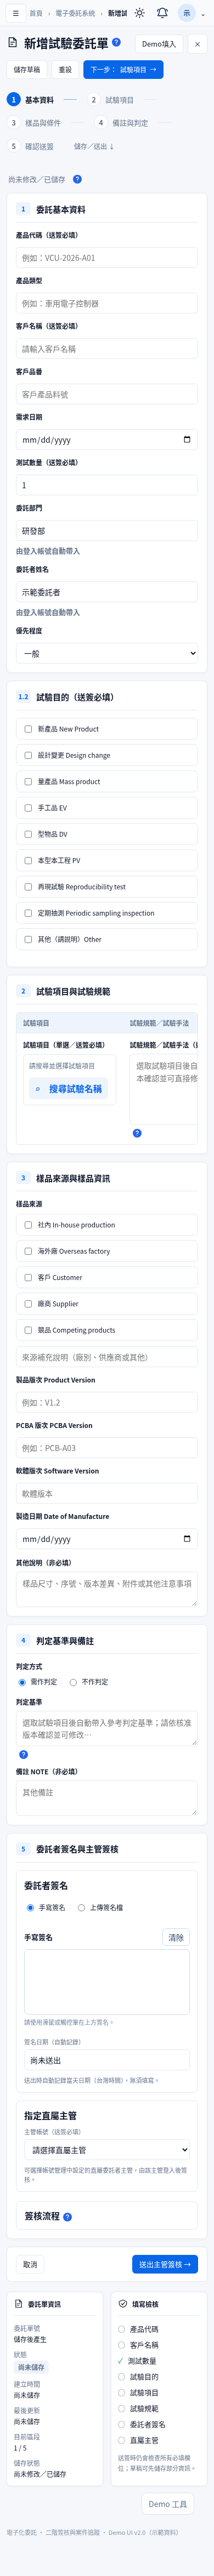 首頁 › 電子委託系統 › 新增試
示
新增試驗委託單 ?
Demo填入 ×
儲存草稿 重設 下一步： 試驗項目 →
1 基本資料 2 試驗項目
3 樣品與條件 4 備註與判定
5 確認送簽 儲存／送出 ↓
尚未修改／已儲存 ?
1 委託基本資料
產品代碼（送簽必填）
例如：VCU-2026-A01
產品類型
例如：車用電子控制器
客戶名稱（送簽必填）
請輸入客戶名稱
客戶品番
客戶產品料號
需求日期
mm/dd/yyyy
測試數量（送簽必填）
1
委託部門
研發部
由登入帳號自動帶入
委託者姓名
示範委託者
由登入帳號自動帶入
優先程度
一般
1.2 試驗目的（送簽必填）
新產品 New Product
設計變更 Design change
量產品 Mass product
手工品 EV
型物品 DV
本型本工程 PV
再現試驗 Reproducibility test
定期抽測 Periodic sampling inspection
其他（請說明）Other
2 試驗項目與試驗規範
試驗項目 試驗規範／試驗手法
試驗項目（單選／送簽必填） 試驗規範／試驗手法（
請搜尋並選擇試驗項目
搜尋試驗名稱
選取試驗項目後自
本確認並可直接修
?
3 樣品來源與樣品資訊
樣品來源
社內 In-house production
海外廠 Overseas factory
客戶 Customer
廠商 Supplier
競品 Competing products
來源補充說明（廠別、供應商或其他）
製品版次 Product Version
例如：V1.2
PCBA 版次 PCBA Version
例如：PCB-A03
軟體版次 Software Version
軟體版本
製造日期 Date of Manufacture
mm/dd/yyyy
其他說明（非必填）
樣品尺寸、序號、版本差異、附件或其他注意事項
4 判定基準與備註
判定方式
需作判定 不作判定
判定基準
選取試驗項目後自動帶入參考判定基準；請依核准
版本確認並可修改…
?
備註 NOTE（非必填）
其他備註
5 委託者簽名與主管簽核
委託者簽名
手寫簽名 上傳簽名檔
手寫簽名 清除
請使用滑鼠或觸控筆在上方簽名。
簽名日期（自動記錄）
尚未送出
送出時自動記錄當天日期（台灣時間），無須填寫。
指定直屬主管
主管帳號（送簽必填）
請選擇直屬主管
可選擇帳號管理中設定的直屬委託者主管，由該主管登入後簽
核。
簽核流程 ?
取消 送出主管簽核 →
委託單資訊
委託單號
儲存後產生
狀態
尚未儲存
建立時間
尚未儲存
最後更新
尚未儲存
目前區段
1 / 5
儲存狀態
尚未修改／已儲存
填寫檢核
產品代碼
客戶名稱
✓ 測試數量
試驗目的
試驗項目
試驗規範
委託者簽名
直屬主管
送簽時仍會檢查所有必填欄
位；草稿可先儲存部分資訊。
Demo 工具
電子化委託 · 二階簽核與案件追蹤 · Demo UI v2.0（示範資料）